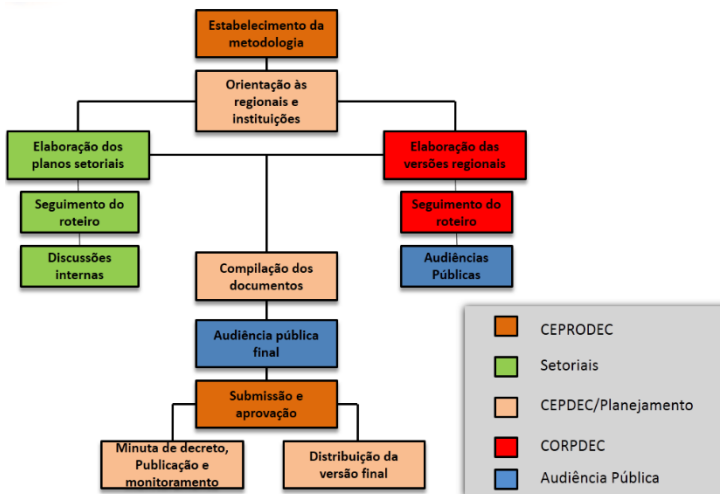 Estabelecimento da
metodologia
Orientação às
regionais e
instituições
Elaboração dos
planos setoriais
Elaboração das
versões regionais
Seguimento do
roteiro
Seguimento do
roteiro
Discussões
internas
Audiências
Públicas
Compilação dos
documentos
Audiência pública
final
Submissão e
aprovação
Minuta de decreto,
Publicação e
monitoramento
Distribuição da
versão final
CEPRODEC
Setoriais
CEPDEC/Planejamento
CORPDEC
Audiência Pública